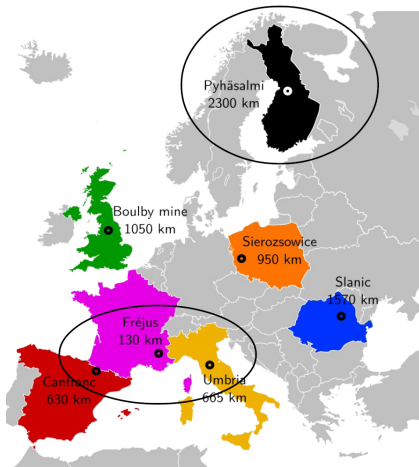 Pyhäsalmi
2300 km
Boulby mine
1050 km
Sierozsowice
950 km
Slanic
1570 km
Fréjus
130 km
Canfranc
630 km
Umbria
665 km